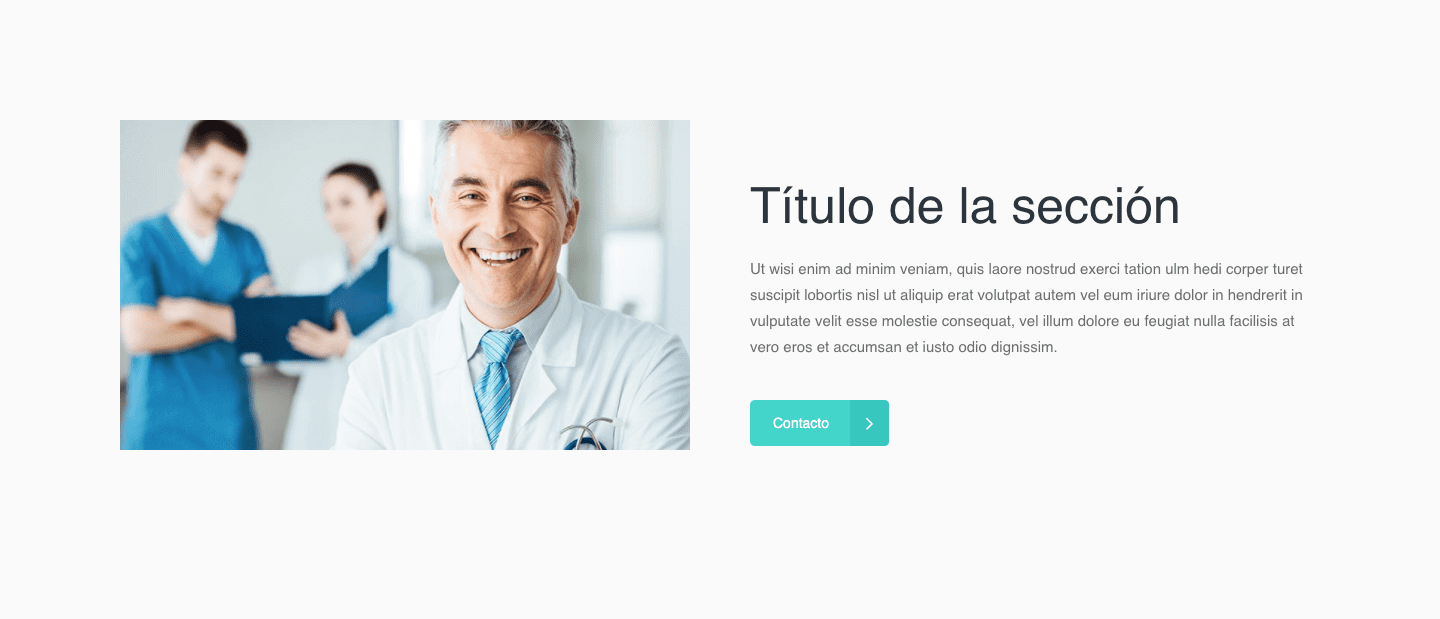 Título de la sección
Ut wisi enim ad minim veniam, quis laore nostrud exerci tation ulm hedi corper turet
suscipit lobortis nisl ut aliquip erat volutpat autem vel eum iriure dolor in hendrerit in
vulputate velit esse molestie consequat, vel illum dolore eu feugiat nulla facilisis at
vero eros et accumsan et iusto odio dignissim.
Contacto